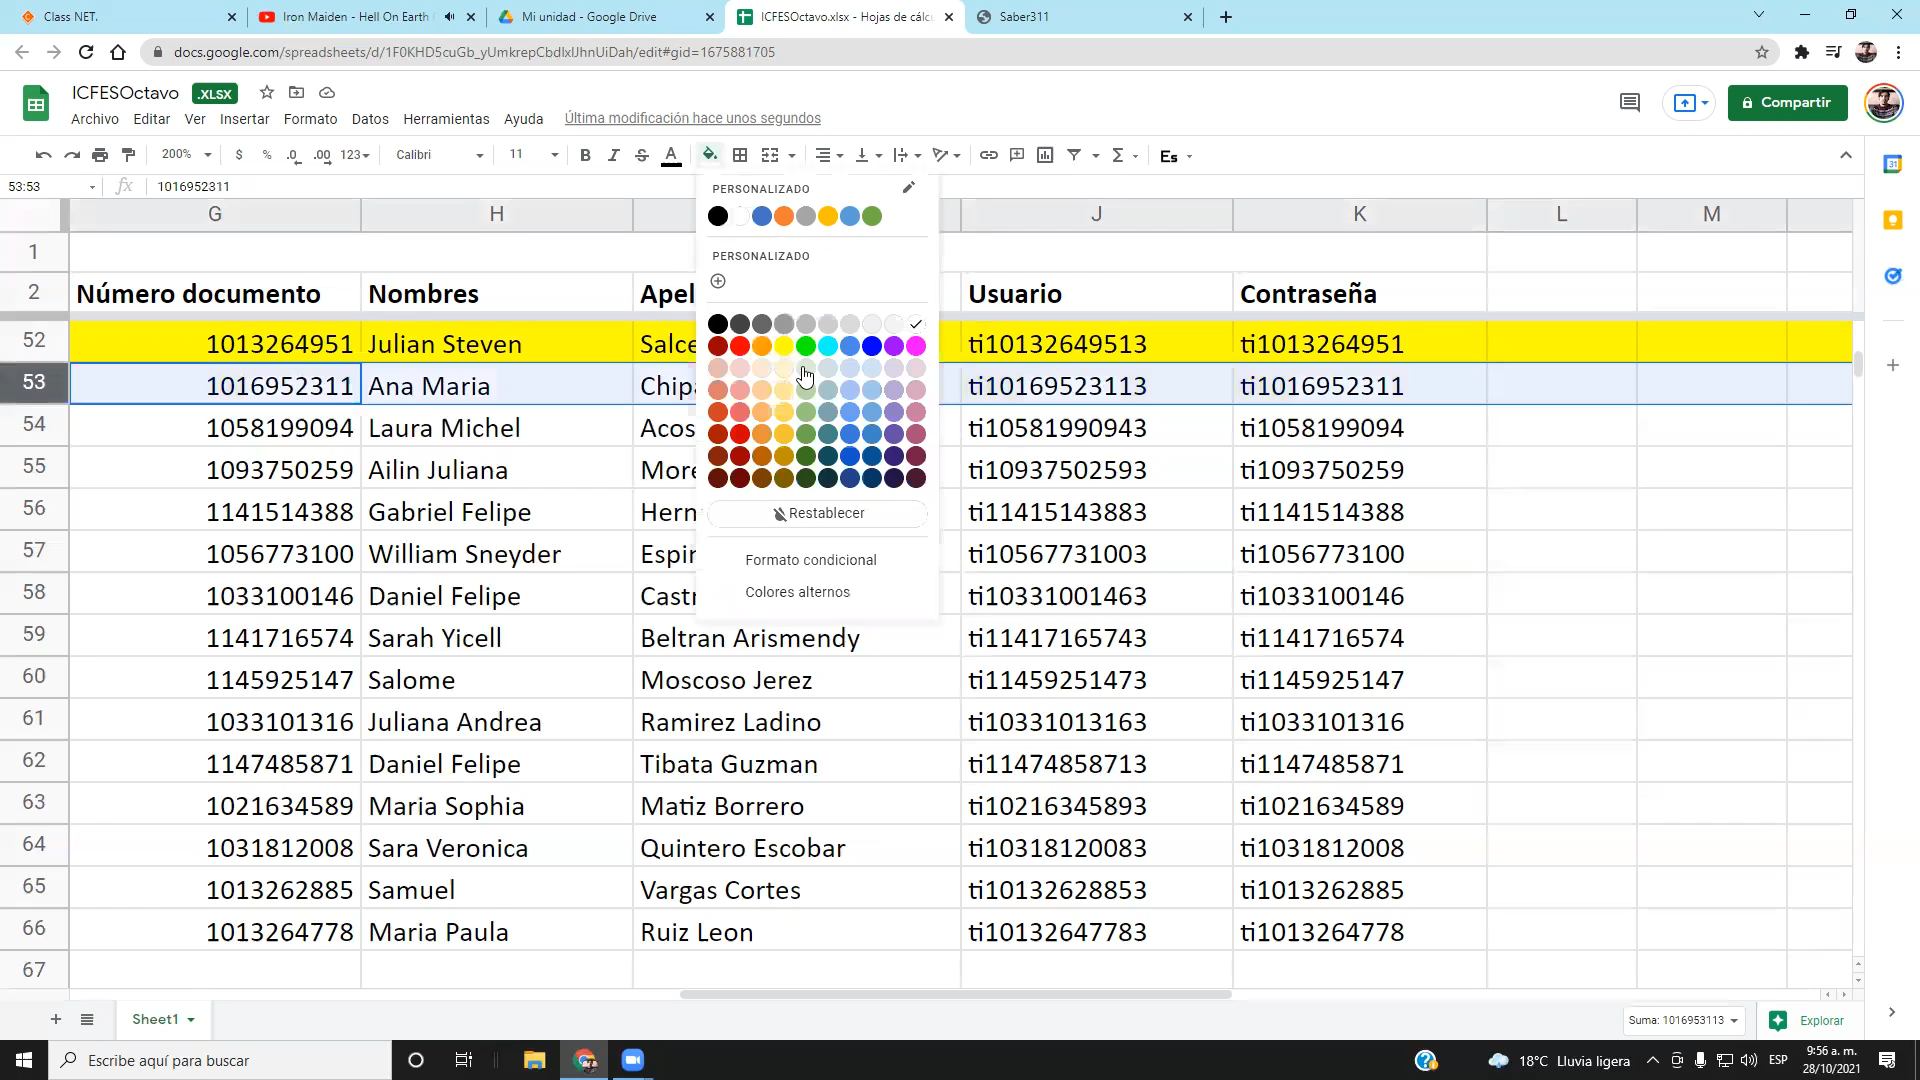 Class NET.
Iron Maiden - Hell On Earth
Mi unidad - Google Drive
ICFESOctavo.xlsx - Hojas de cálcu
Saber311
docs.google.com/spreadsheets/d/1F0KHD5cuGb_yUmkrepCbdlxlJhnUiDah/edit#gid=1675881705
ICFESOctavo .XLSX
Compartir
Archivo Editar Ver Insertar Formato Datos Herramientas Ayuda Última modificación hace unos segundos
200% $ % .0 .00 123 Calibri 11 B I S A Σ Es
53:53 fx 1016952311
PERSONALIZADO
PERSONALIZADO
Restablecer
Formato condicional
Colores alternos
G H J K L M
1
2 Número documento Nombres Apel Usuario Contraseña
52 1013264951 Julian Steven Salce ti10132649513 ti1013264951
53 1016952311 Ana Maria Chipa ti10169523113 ti1016952311
54 1058199094 Laura Michel Acos ti10581990943 ti1058199094
55 1093750259 Ailin Juliana More ti10937502593 ti1093750259
56 1141514388 Gabriel Felipe Hern ti11415143883 ti1141514388
57 1056773100 William Sneyder Espin ti10567731003 ti1056773100
58 1033100146 Daniel Felipe Castr ti10331001463 ti1033100146
59 1141716574 Sarah Yicell Beltran Arismendy ti11417165743 ti1141716574
60 1145925147 Salome Moscoso Jerez ti11459251473 ti1145925147
61 1033101316 Juliana Andrea Ramirez Ladino ti10331013163 ti1033101316
62 1147485871 Daniel Felipe Tibata Guzman ti11474858713 ti1147485871
63 1021634589 Maria Sophia Matiz Borrero ti10216345893 ti1021634589
64 1031812008 Sara Veronica Quintero Escobar ti10318120083 ti1031812008
65 1013262885 Samuel Vargas Cortes ti10132628853 ti1013262885
66 1013264778 Maria Paula Ruiz Leon ti10132647783 ti1013264778
67
Sheet1
Suma: 1016953113
Explorar
Escribe aquí para buscar
18°C Lluvia ligera
ESP
9:56 a. m.
28/10/2021